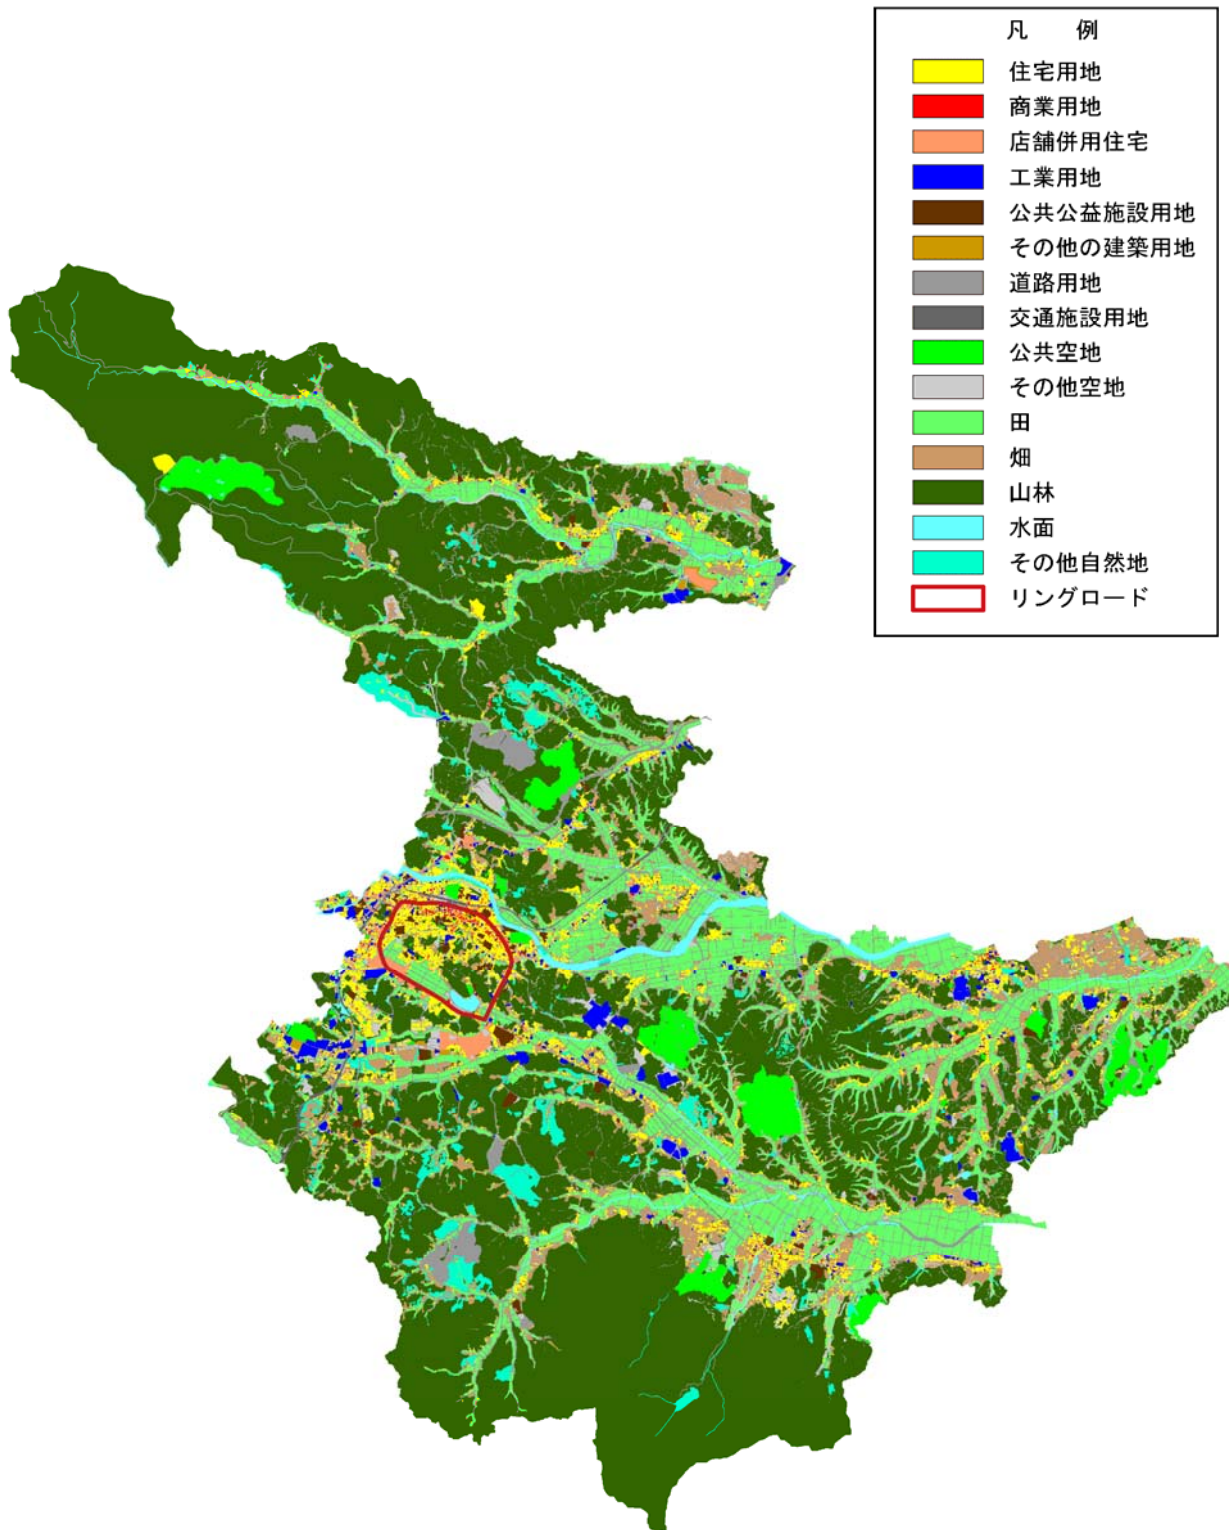 凡 例
住宅用地
商業用地
店舗併用住宅
工業用地
公共公益施設用地
その他の建築用地
道路用地
交通施設用地
公共空地
その他空地
田
畑
山林
水面
その他自然地
リングロード